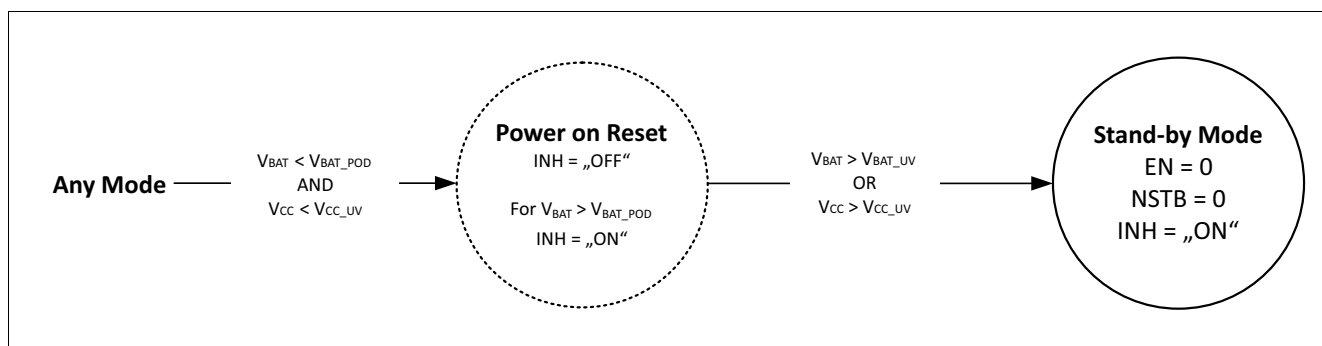 Any Mode
VBAT < VBAT_POD
AND
VCC < VCC_UV
Power on Reset
INH = „OFF“
For VBAT > VBAT_POD
INH = „ON“
VBAT > VBAT_UV
OR
VCC > VCC_UV
Stand-by Mode
EN = 0
NSTB = 0
INH = „ON“